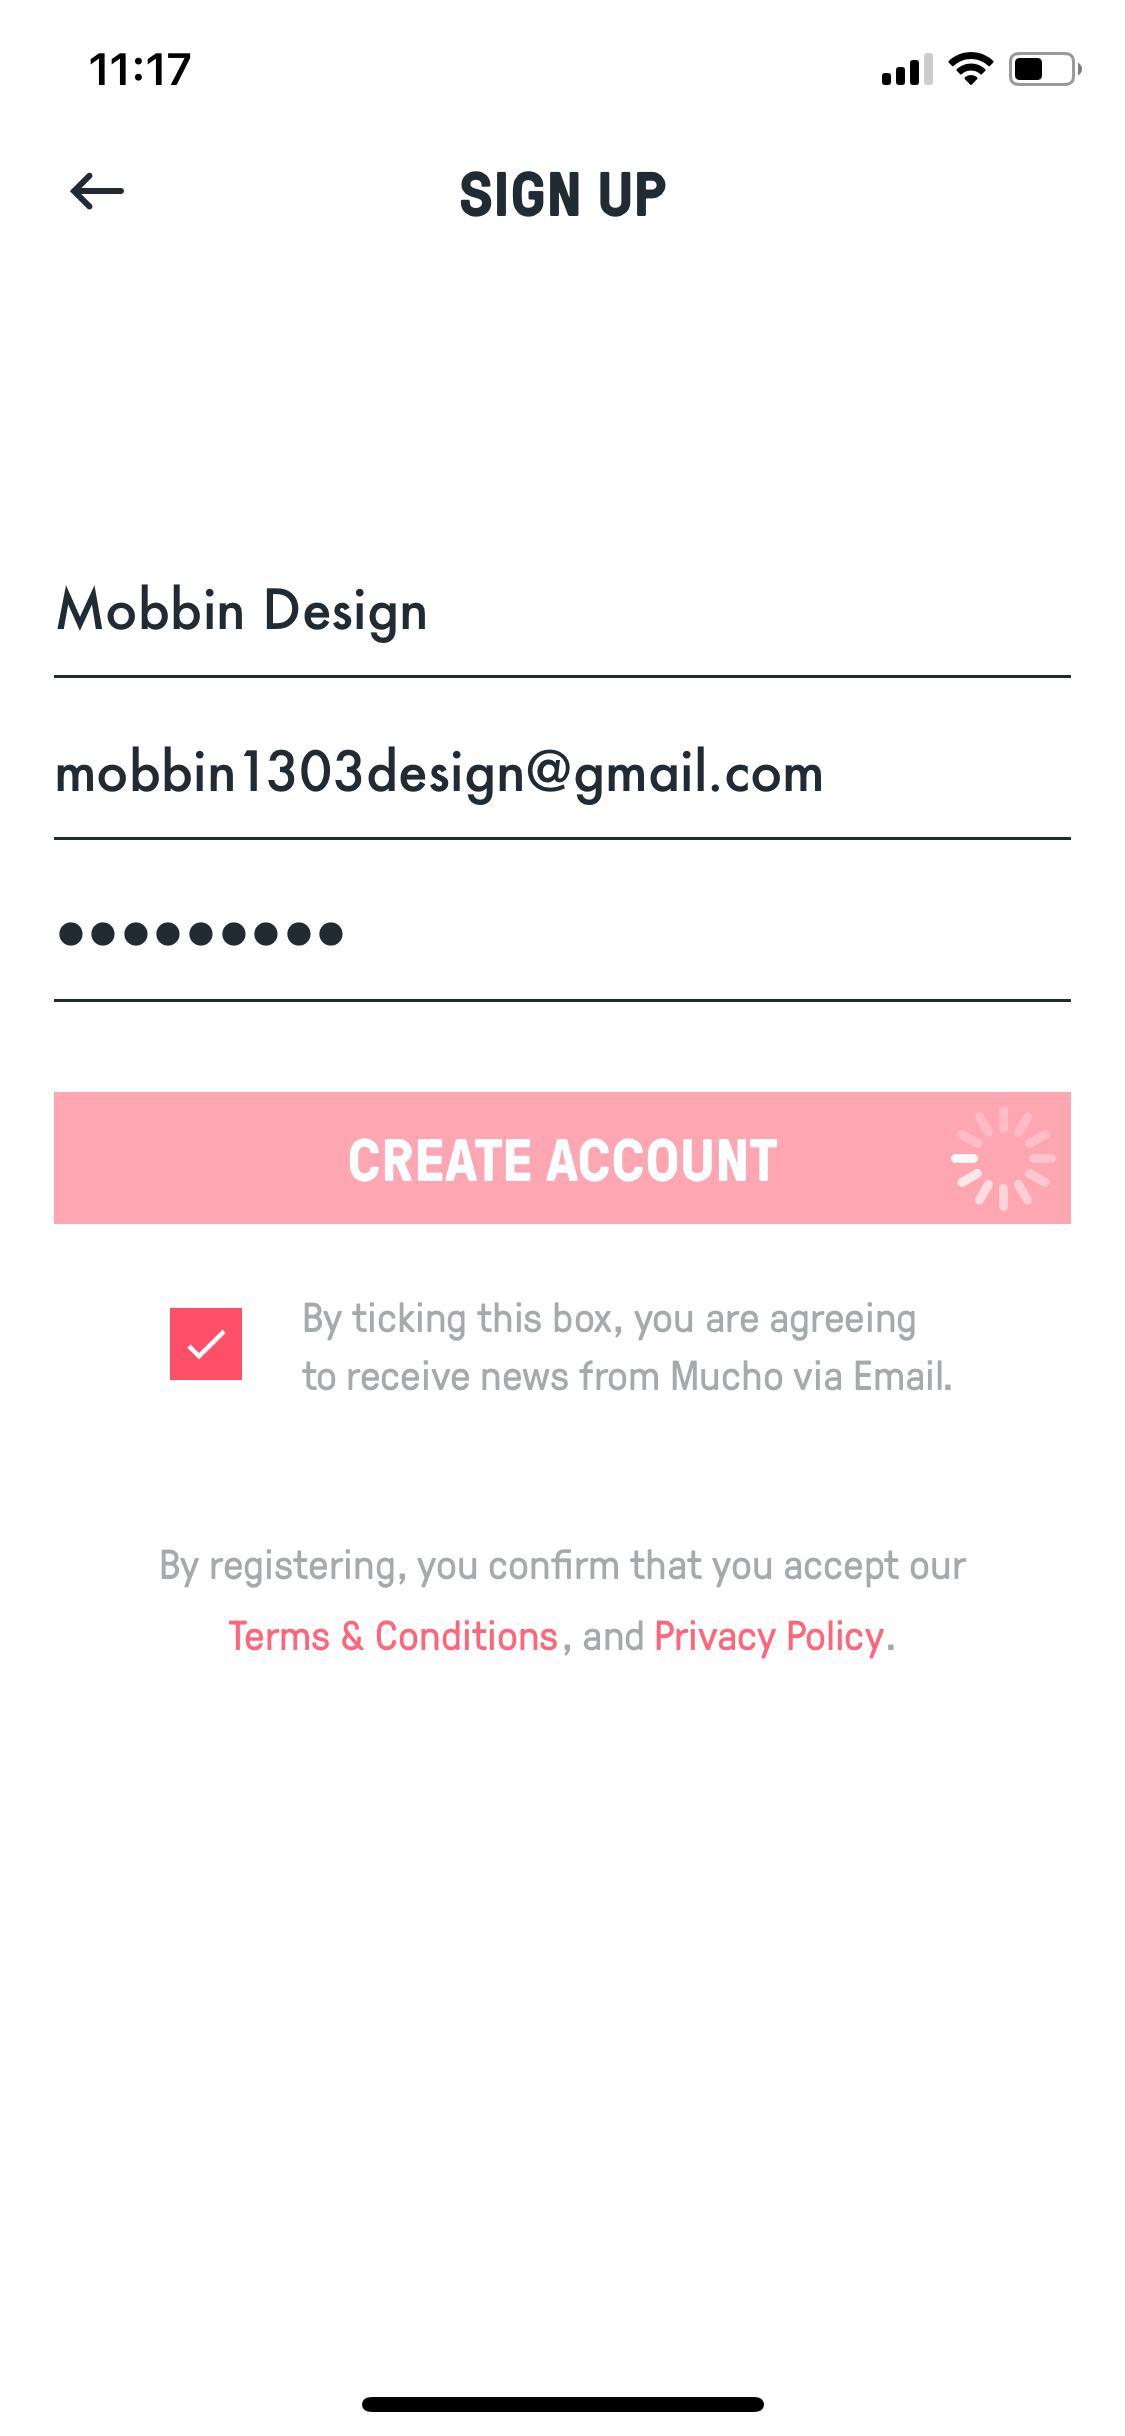 11:17
SIGN UP
Mobbin Design
mobbin1303design@gmail.com
•••••••••
CREATE ACCOUNT
By ticking this box, you are agreeing
to receive news from Mucho via Email.
By registering, you confirm that you accept our
Terms & Conditions, and Privacy Policy.